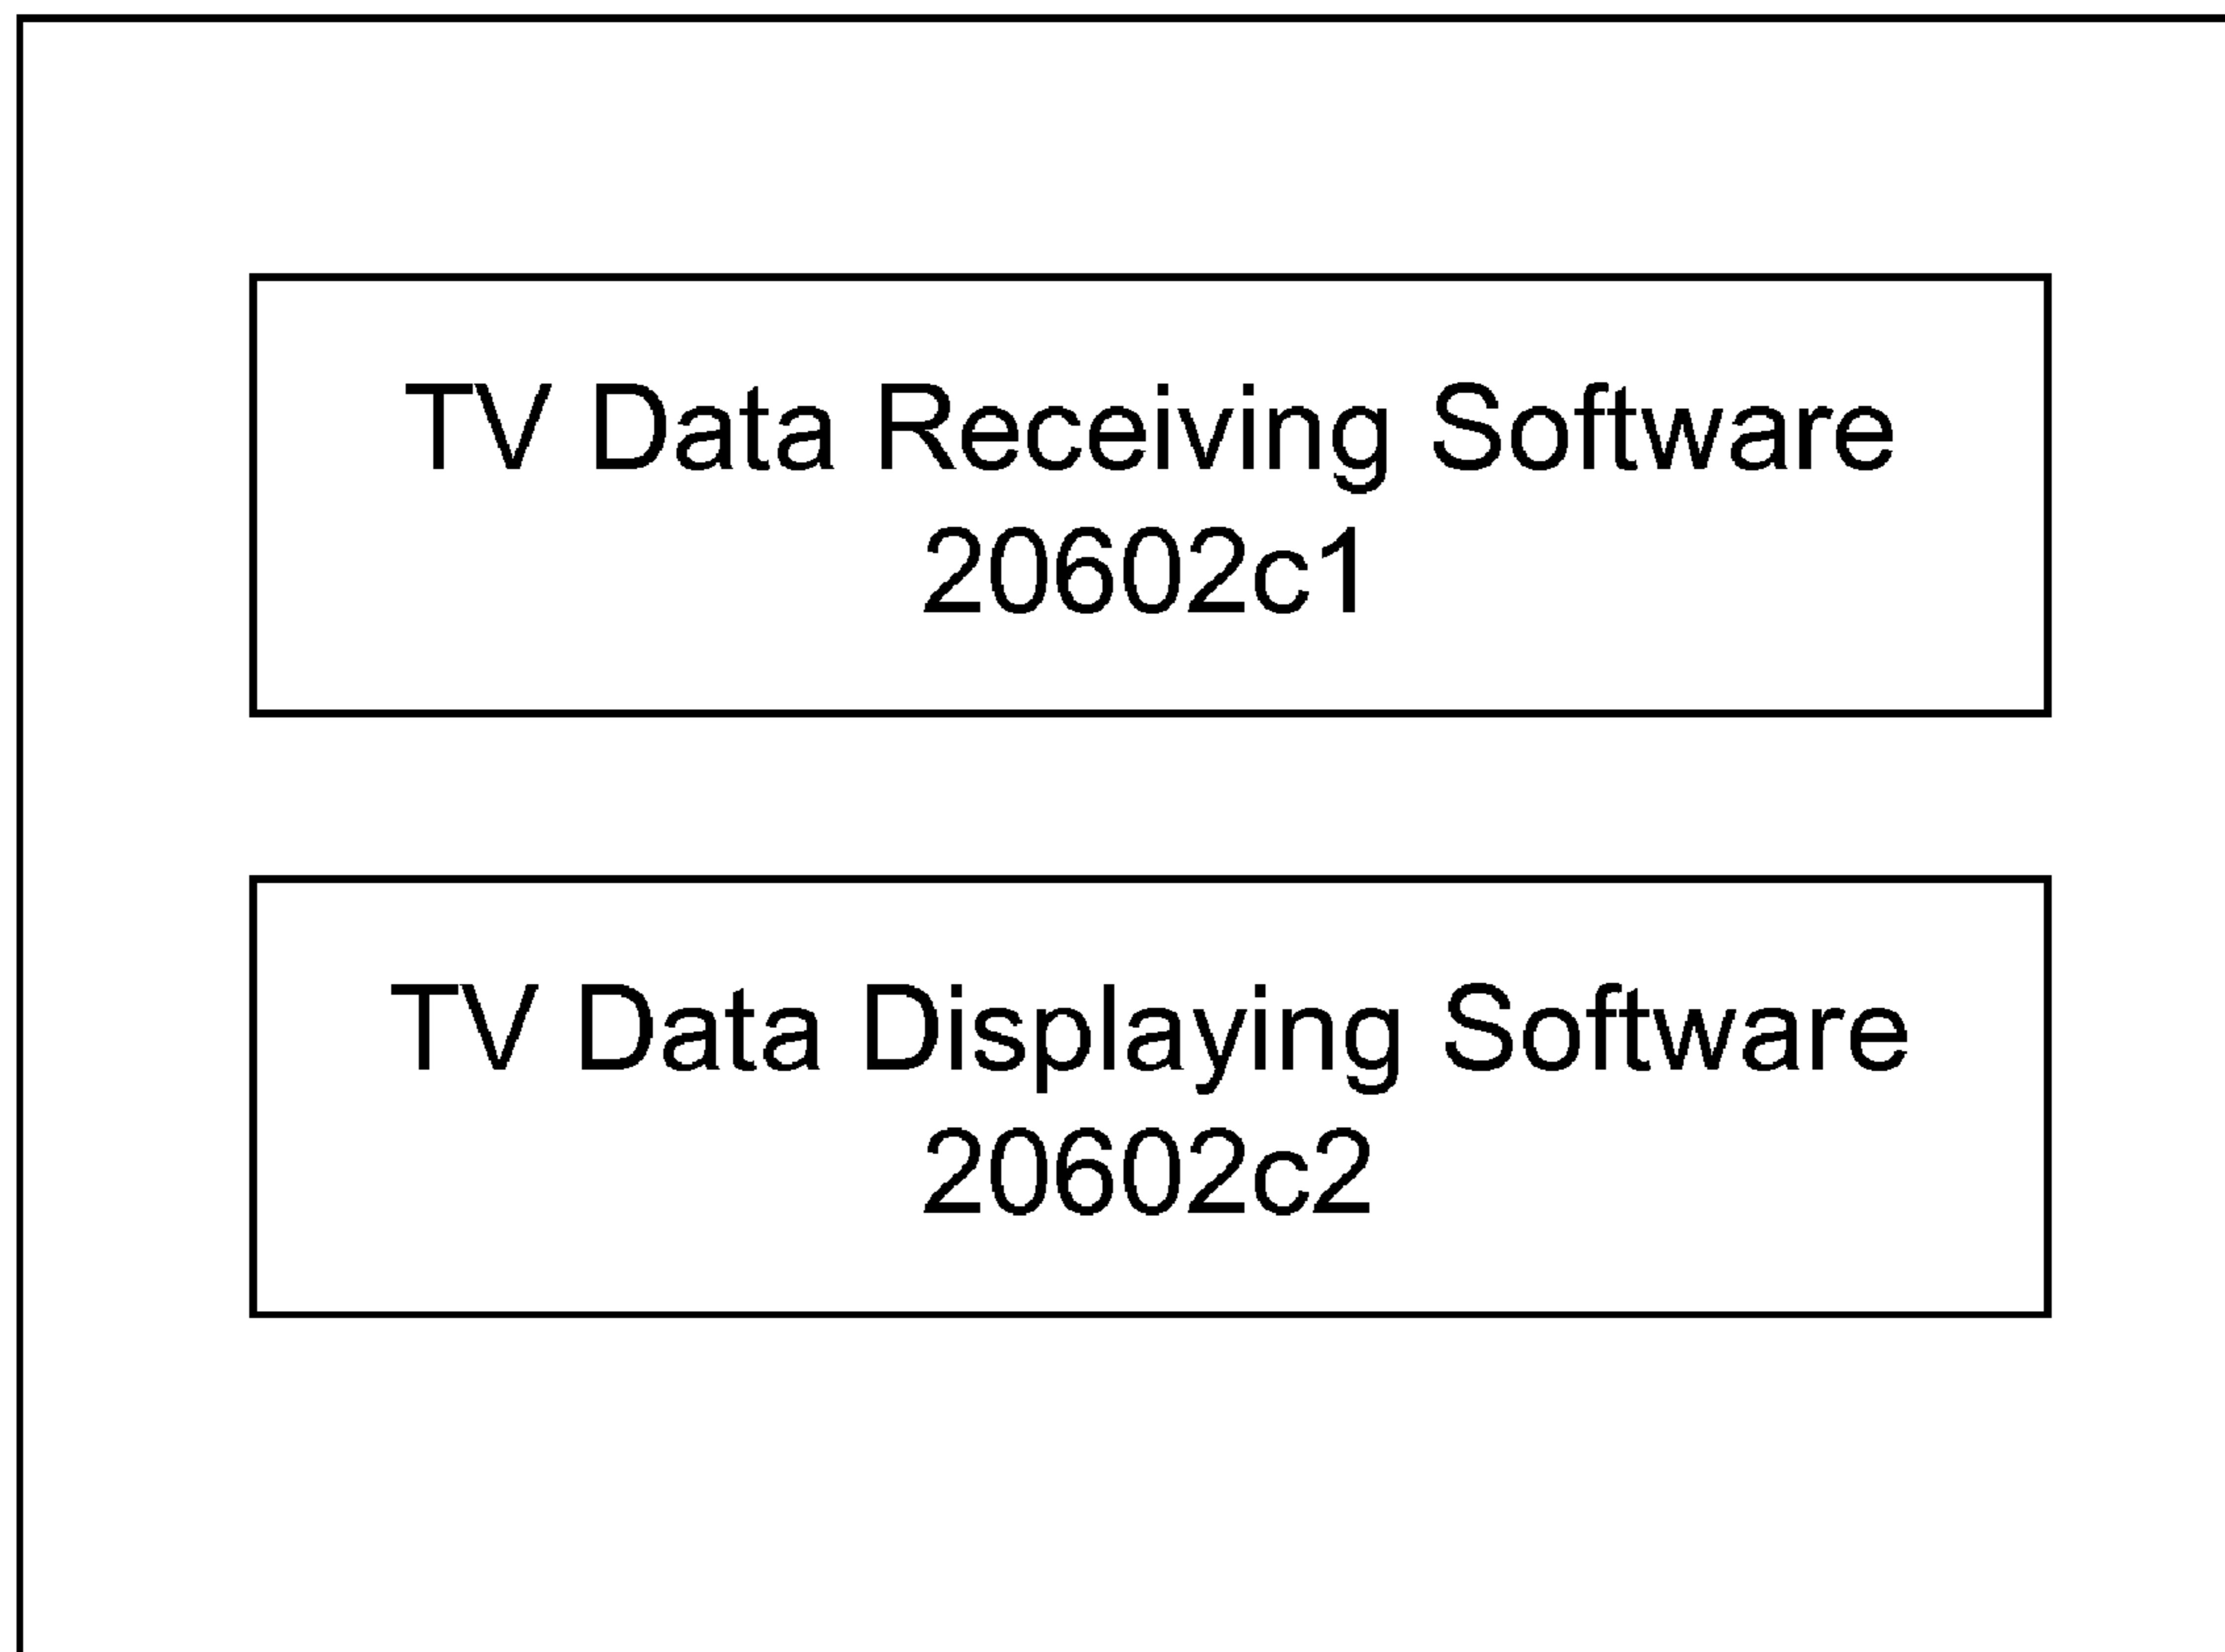 TV Data Receiving Software
20602c1
TV Data Displaying Software
20602c2